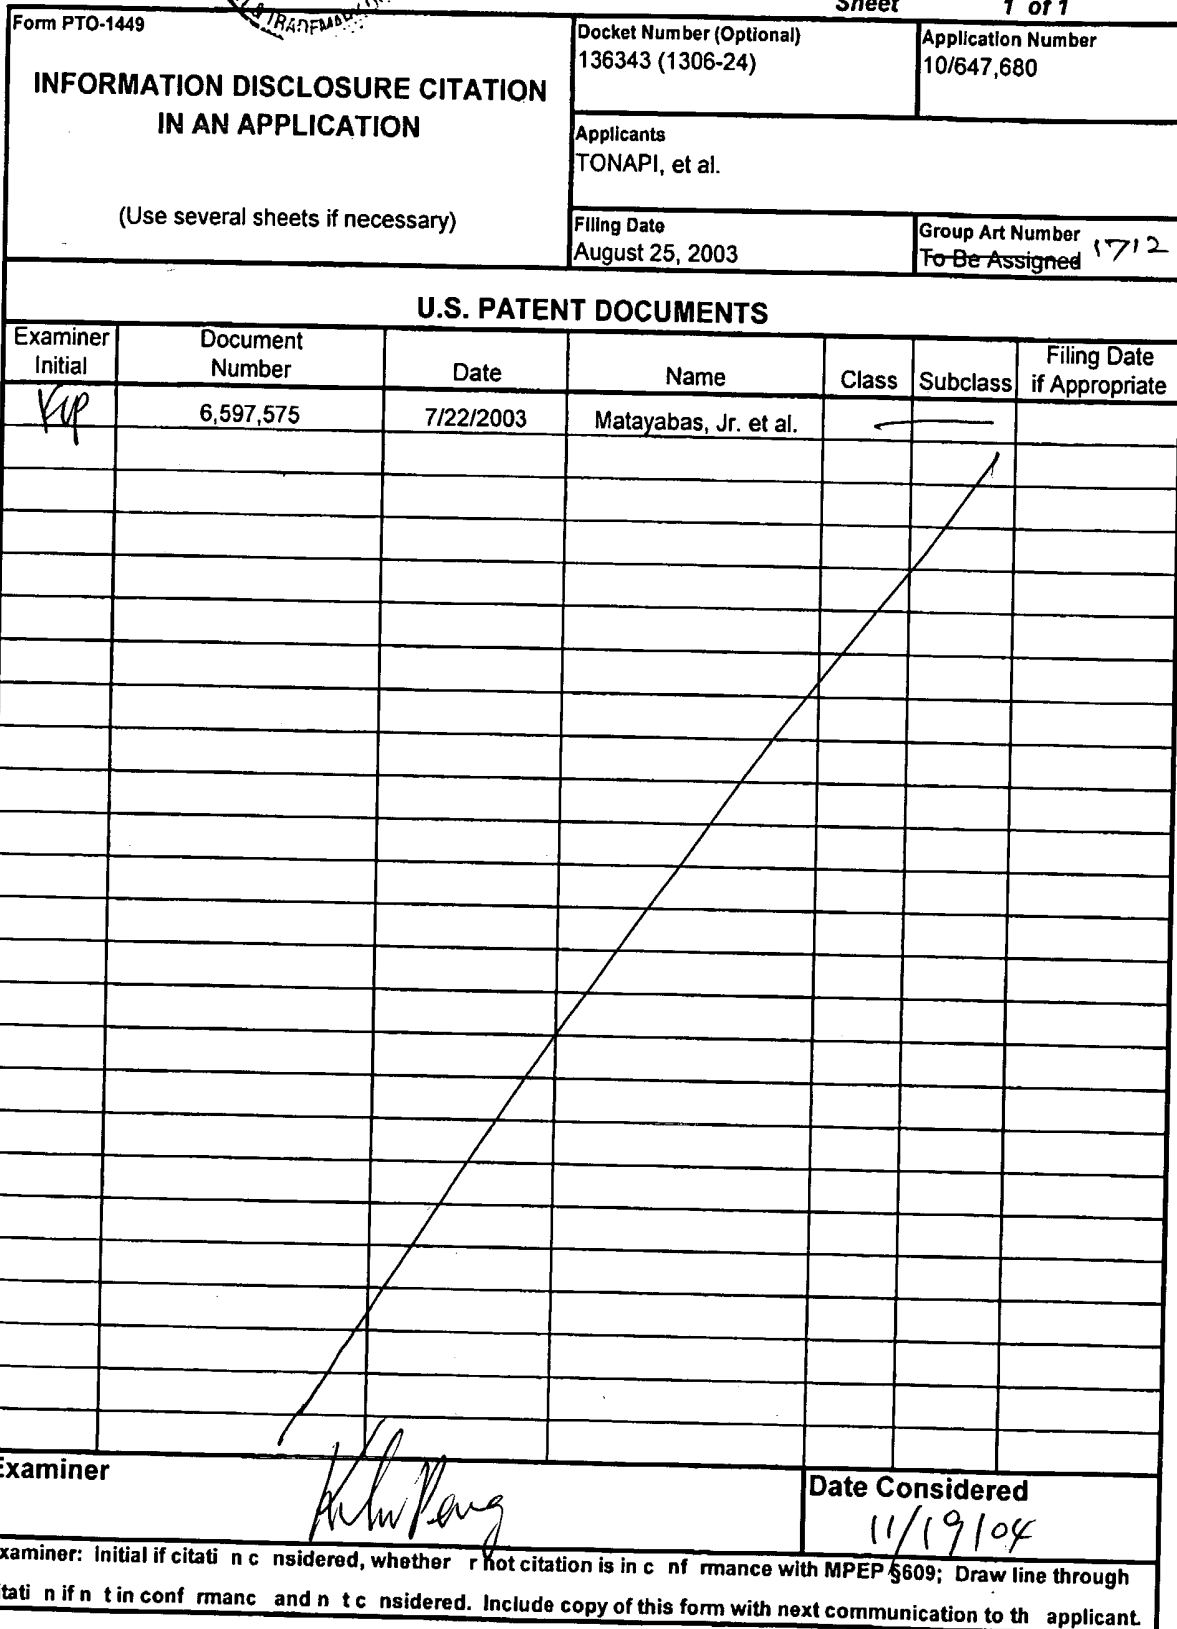 Sheet 1 of 1
& TRADEMARK
Form PTO-1449
INFORMATION DISCLOSURE CITATION
IN AN APPLICATION
(Use several sheets if necessary)
Docket Number (Optional)
136343 (1306-24)
Application Number
10/647,680
Applicants
TONAPI, et al.
Filing Date
August 25, 2003
Group Art Number
To Be Assigned 1712
U.S. PATENT DOCUMENTS
Examiner
Initial
Document
Number
Date
Name
Class
Subclass
Filing Date
if Appropriate
6,597,575
7/22/2003
Matayabas, Jr. et al.
Examiner
Date Considered
11/19/04
xaminer: Initial if citati n c nsidered, whether r not citation is in c nf rmance with MPEP §609; Draw line through
tati n if n t in conf rmanc and n t c nsidered. Include copy of this form with next communication to th applicant.